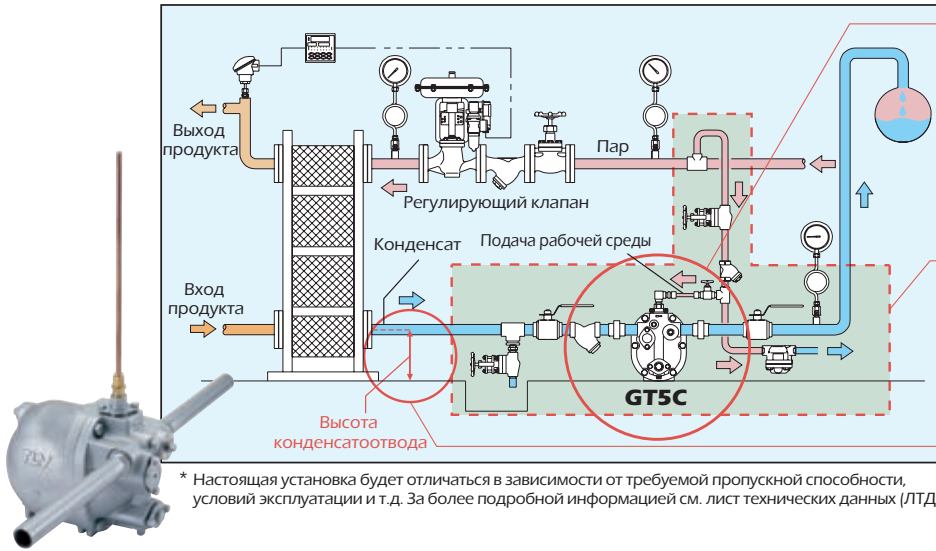 Выход
продукта
Пар
Регулирующий клапан
Конденсат
Подача рабочей среды
Вход
продукта
GT5C
Высота
конденсатоотвода
TLV
* Настоящая установка будет отличаться в зависимости от требуемой пропускной способности,
условий эксплуатации и т.д. За более подробной информацией см. лист технических данных (ЛТД